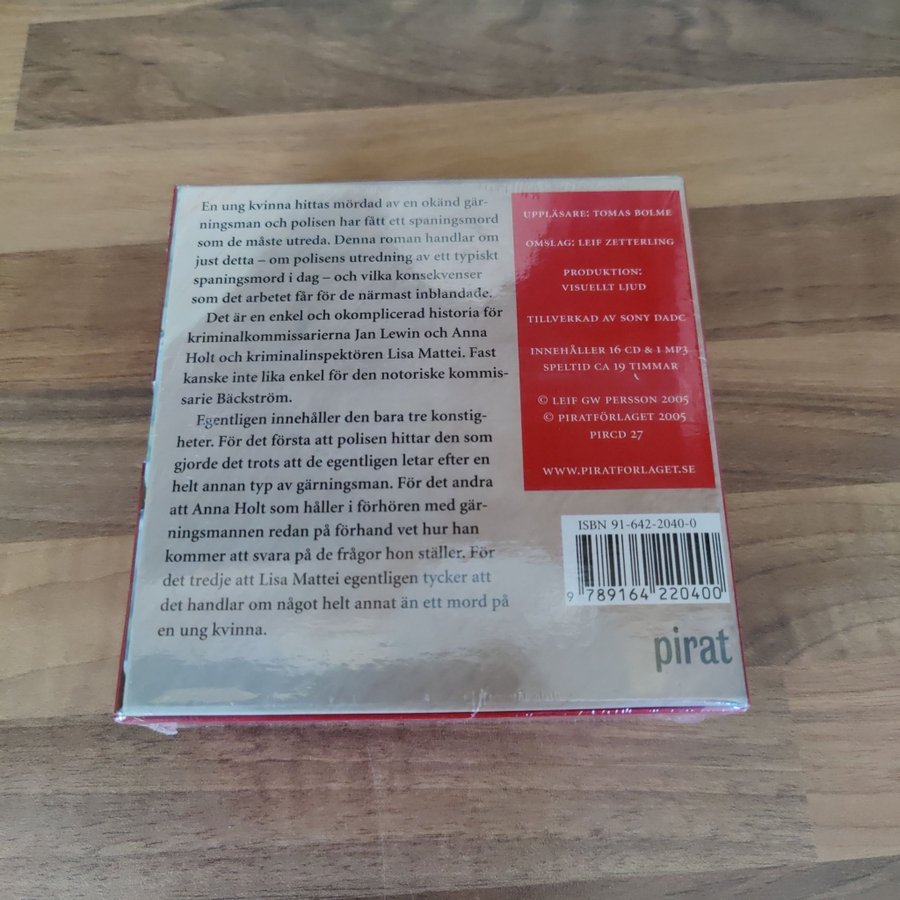 En ung kvinna hittas mördad av en okänd gär-
ningsman och polisen har fått ett spaningsmord
som de måste utreda. Denna roman handlar om
just detta – om polisens utredning av ett typiskt
spaningsmord i dag – och vilka konsekvenser
som det arbetet får för de närmast inblandade.
Det är en enkel och okomplicerad historia för
kriminalkommissarierna Jan Lewin och Anna
Holt och kriminalinspektören Lisa Mattei. Fast
kanske inte lika enkel för den notoriske kommis-
sarie Bäckström.
Egentligen innehåller den bara tre konstig-
heter. För det första att polisen hittar den som
gjorde det trots att de egentligen letar efter en
helt annan typ av gärningsman. För det andra
att Anna Holt som håller i förhören med gär-
ningsmannen redan på förhand vet hur han
kommer att svara på de frågor hon ställer. För
det tredje att Lisa Mattei egentligen tycker att
det handlar om något helt annat än ett mord på
en ung kvinna.
UPPLÄSARE: TOMAS BOLME
OMSLAG: LEIF ZETTERLING
PRODUKTION:
VISUELLT LJUD
TILLVERKAD AV SONY DADC
INNEHÅLLER 16 CD & 1 MP3
SPELTID CA 19 TIMMAR
© LEIF GW PERSSON 2005
© PIRATFÖRLAGET 2005
PIRCD 27
WWW.PIRATFORLAGET.SE
ISBN 91-642-2040-0
9 789164 220400
pirat